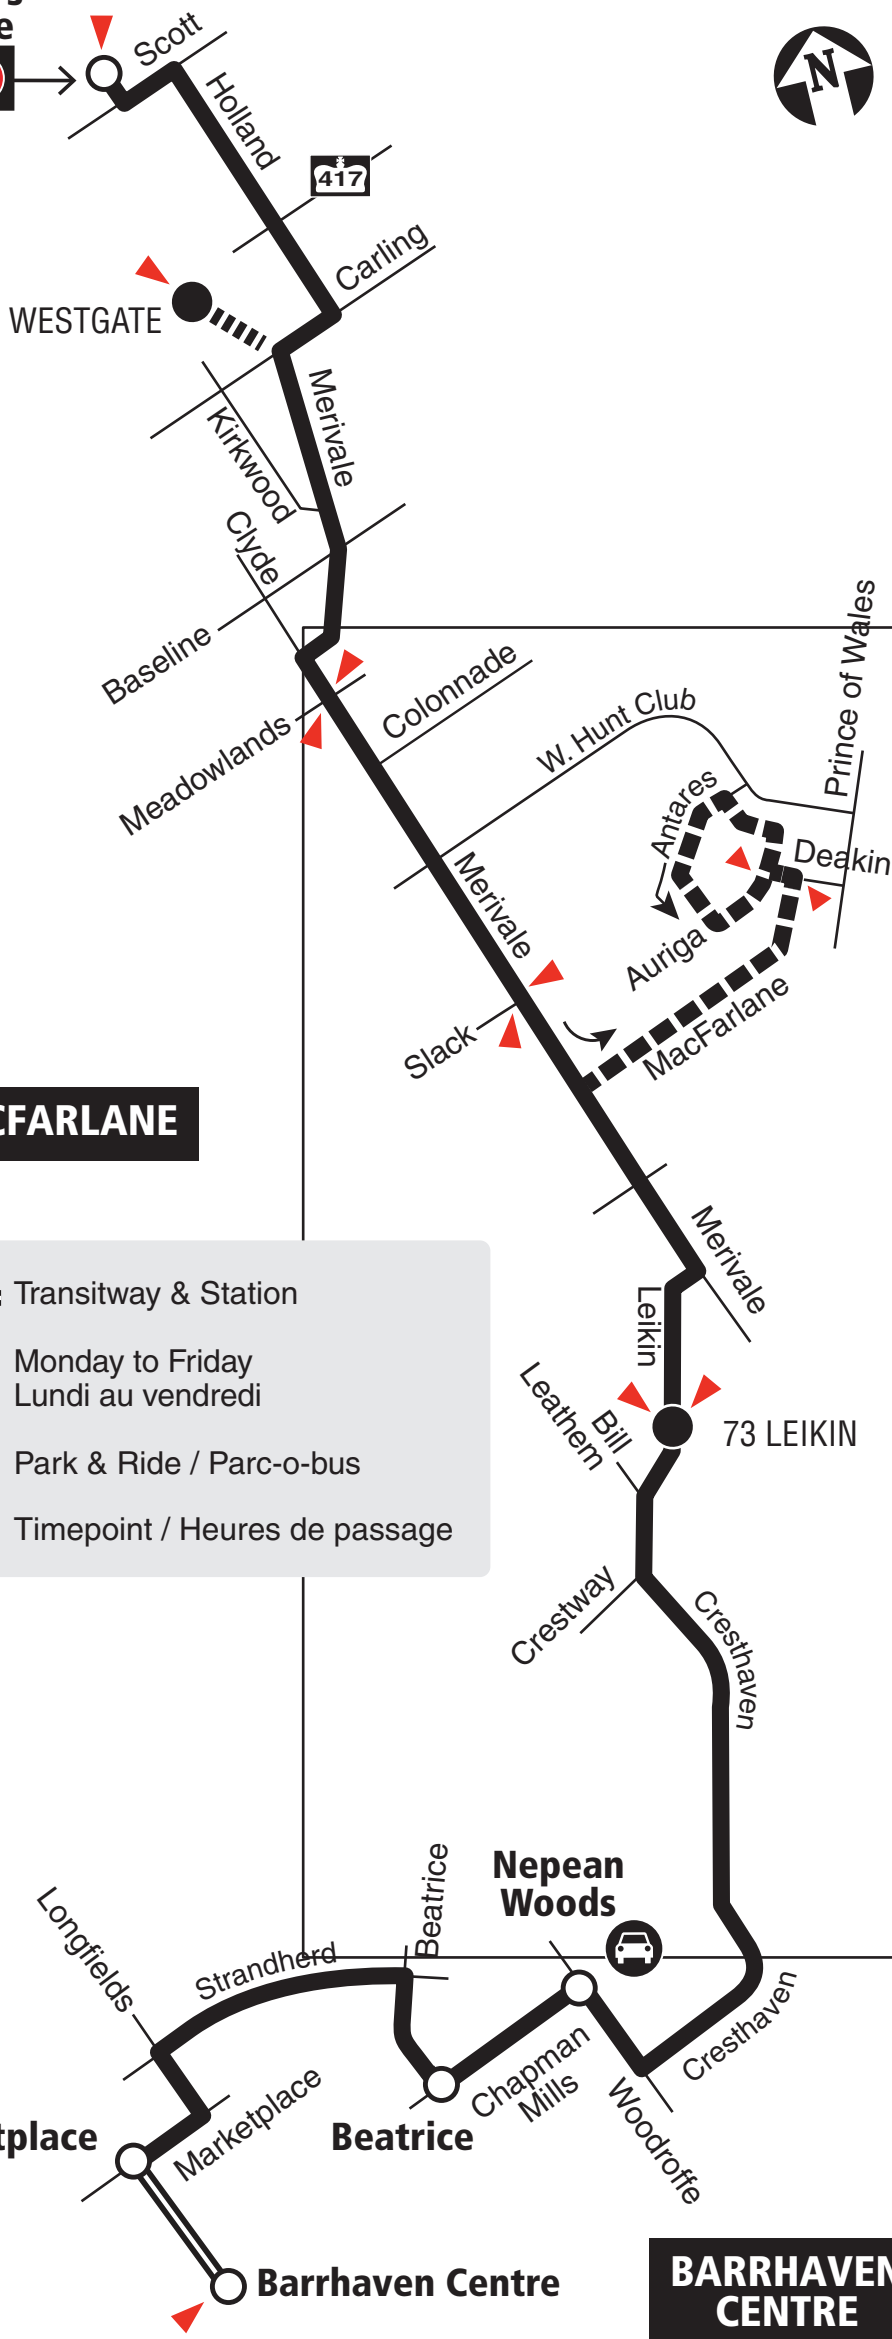 Scott
N
Holland
417
Carling
WESTGATE
Merivale
Kirkwood
Clyde
Baseline
Prince of Wales
Colonnade
W. Hunt Club
Meadowlands
Antares
Deakin
Merivale
Auriga
MacFarlane
Slack
CFARLANE
Merivale
Transitway & Station
Leikin
Monday to Friday
Lundi au vendredi
Bill
Leathem
73 LEIKIN
Park & Ride / Parc-o-bus
Timepoint / Heures de passage
Crestway
Cresthaven
Nepean
Woods
Beatrice
Longfields
Strandherd
Cresthaven
Chapman
Mills
Marketplace
Woodroffe
tplace
Beatrice
Barrhaven Centre
BARRHAVEN
CENTRE